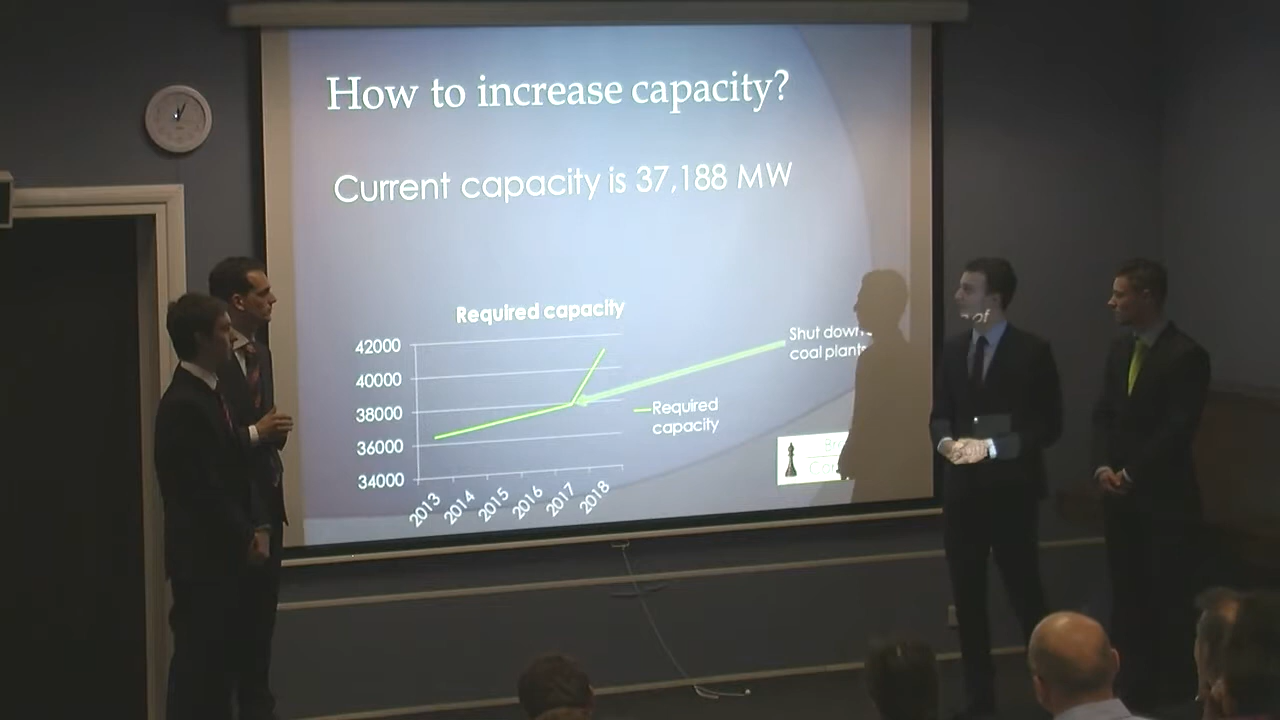 How to increase capacity?
Current capacity is 37,188 MW
Required capacity
42000
40000
38000
36000
34000
2013
2014
2015
2016
2017
2018
Shut down
of
coal plants
Required
capacity